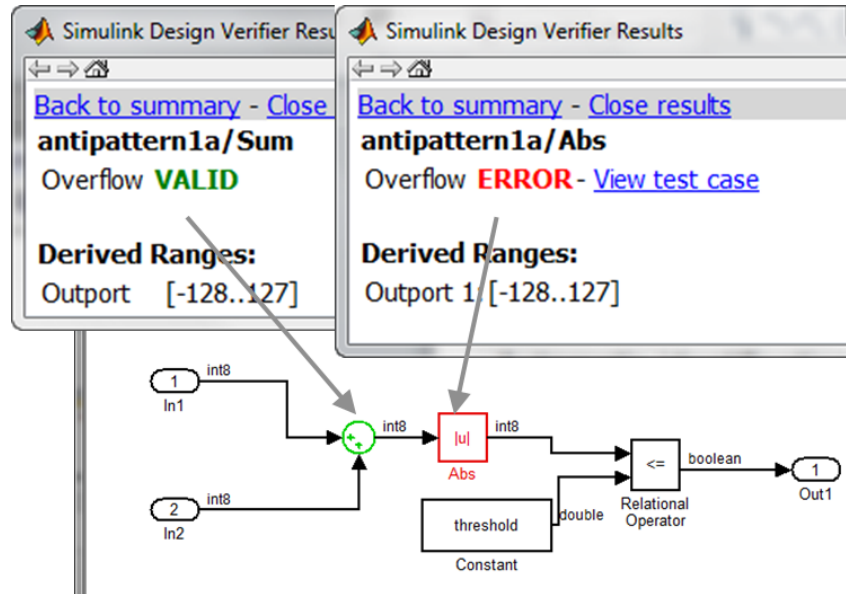 Simulink Design Verifier Resu
Back to summary - Close
antipattern1a/Sum
Overflow VALID
Derived Ranges:
Outport [-128..127]
Simulink Design Verifier Results
Back to summary - Close results
antipattern1a/Abs
Overflow ERROR - View test case
Derived Ranges:
Outport 1: [-128..127]
1
int8
In1
2
int8
In2
+
+
int8
|u|
Abs
int8
threshold
Constant
double
<=
Relational
Operator
boolean
1
Out1